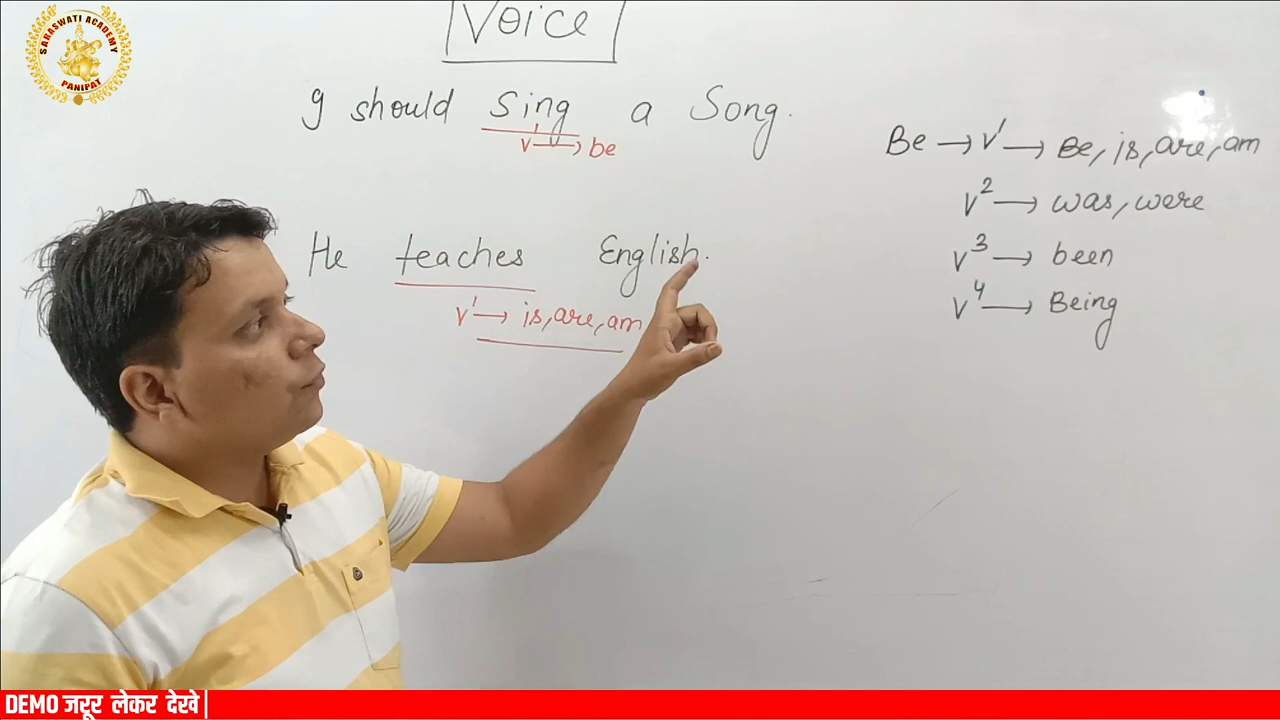 SARASWATI ACADEMY
PANIPAT
Voice
I should Sing a Song.
v¹ → be
He teaches English.
v¹ → is, are, am
Be → v¹ → Be, is, are, am
v² → was, were
v³ → been
v⁴ → Being
DEMO जरूर लेकर देखे|